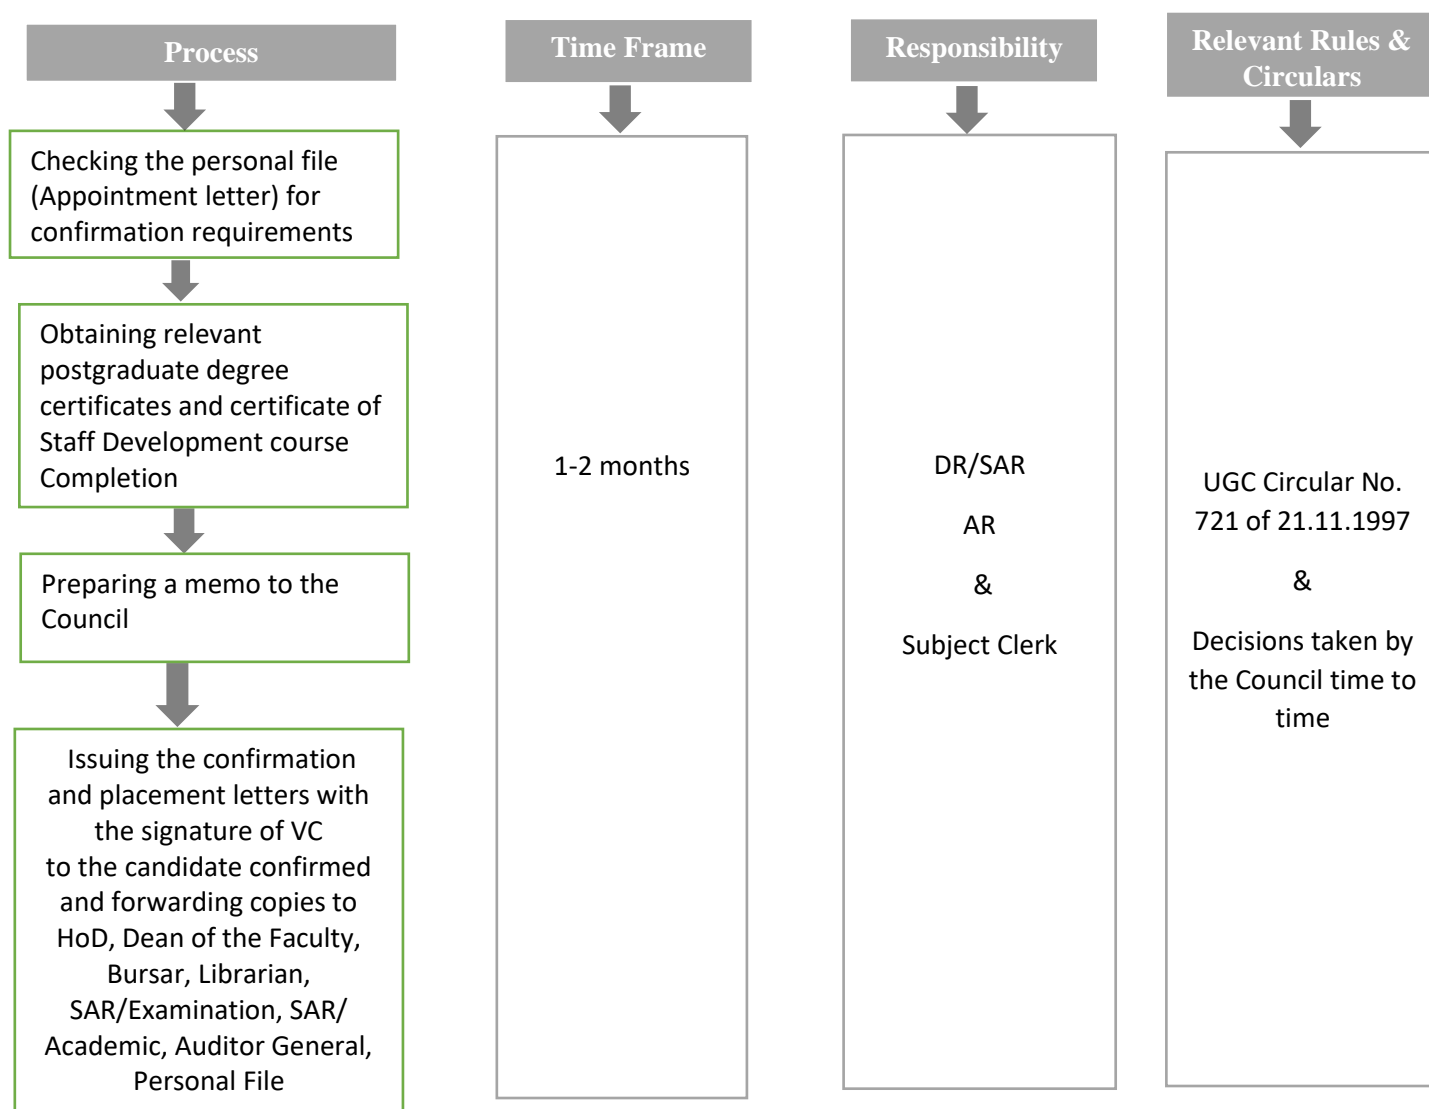 Process
Time Frame
Responsibility
Relevant Rules &
Circulars
Checking the personal file
(Appointment letter) for
confirmation requirements
Obtaining relevant
postgraduate degree
certificates and certificate of
Staff Development course
Completion
Preparing a memo to the
Council
Issuing the confirmation
and placement letters with
the signature of VC
to the candidate confirmed
and forwarding copies to
HoD, Dean of the Faculty,
Bursar, Librarian,
SAR/Examination, SAR/
Academic, Auditor General,
Personal File
1-2 months
DR/SAR
AR
&
Subject Clerk
UGC Circular No.
721 of 21.11.1997
&
Decisions taken by
the Council time to
time